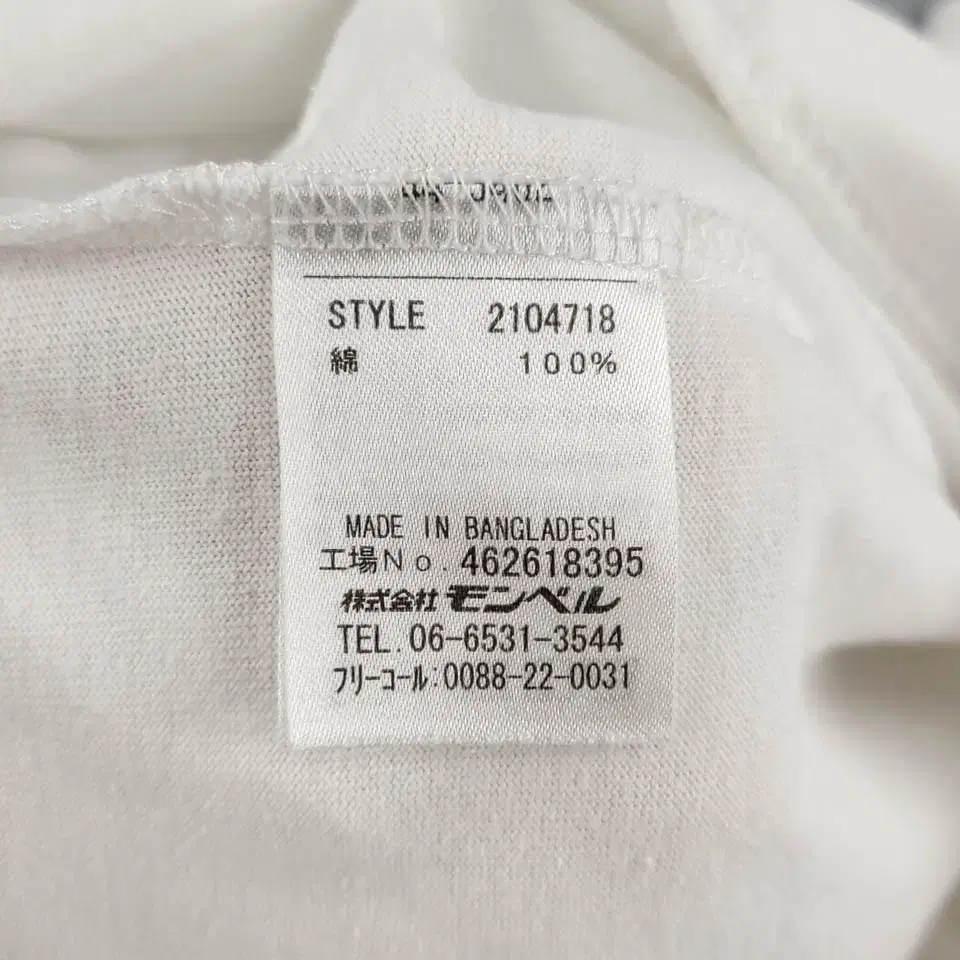 STYLE 2104718
綿 100%
MADE IN BANGLADESH
工場No. 462618395
株式会社 モンベル
TEL. 06-6531-3544
フリーコール:0088-22-0031